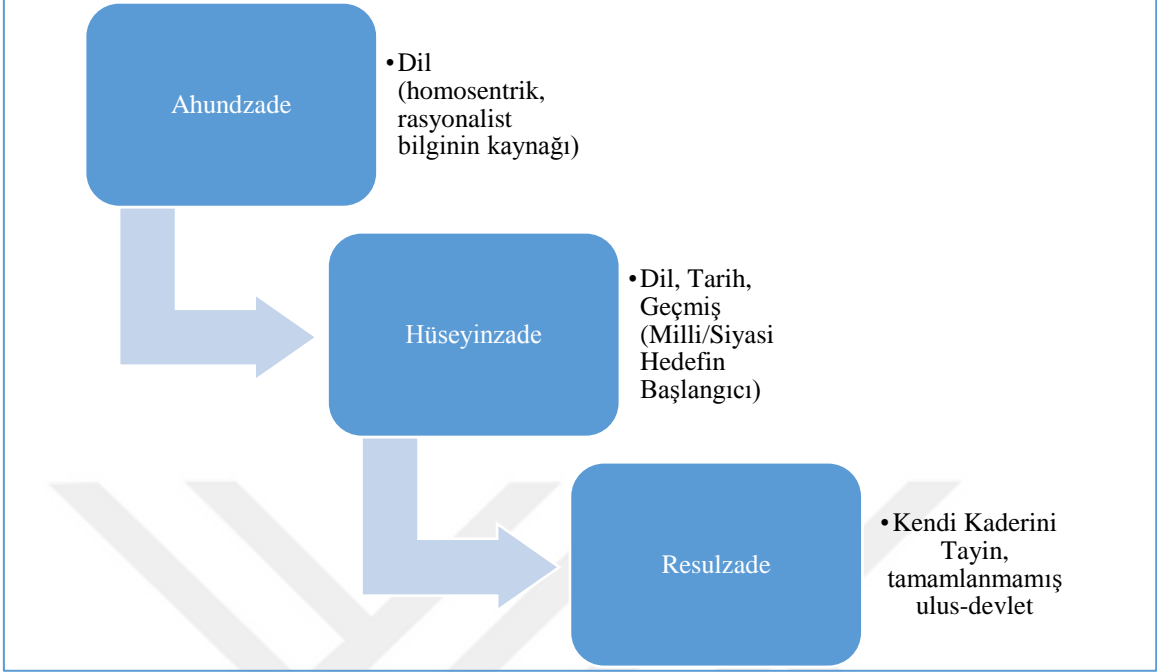 Ahundzade
•Dil
(homosentrik,
rasyonalist
bilginin kaynağı)
Hüseyinzade
•Dil, Tarih,
Geçmiş
(Milli/Siyasi
Hedefin
Başlangıcı)
Resulzade
•Kendi Kaderini
Tayin,
tamamlanmamış
ulus-devlet